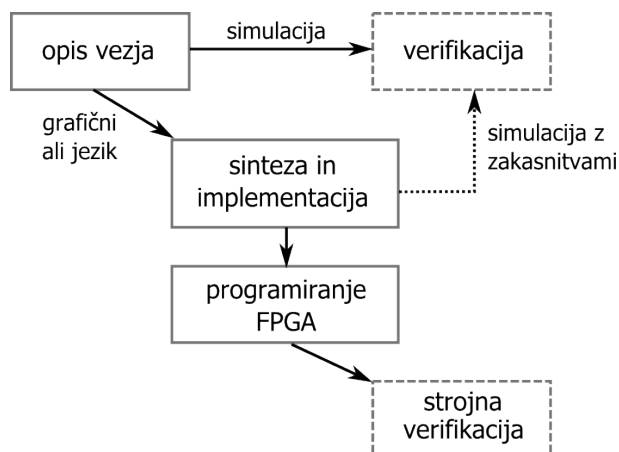 opis vezja
simulacija
verifikacija
grafični
ali jezik
simulacija z
zakasnitvami
sinteza in
implementacija
programiranje
FPGA
strojna
verifikacija